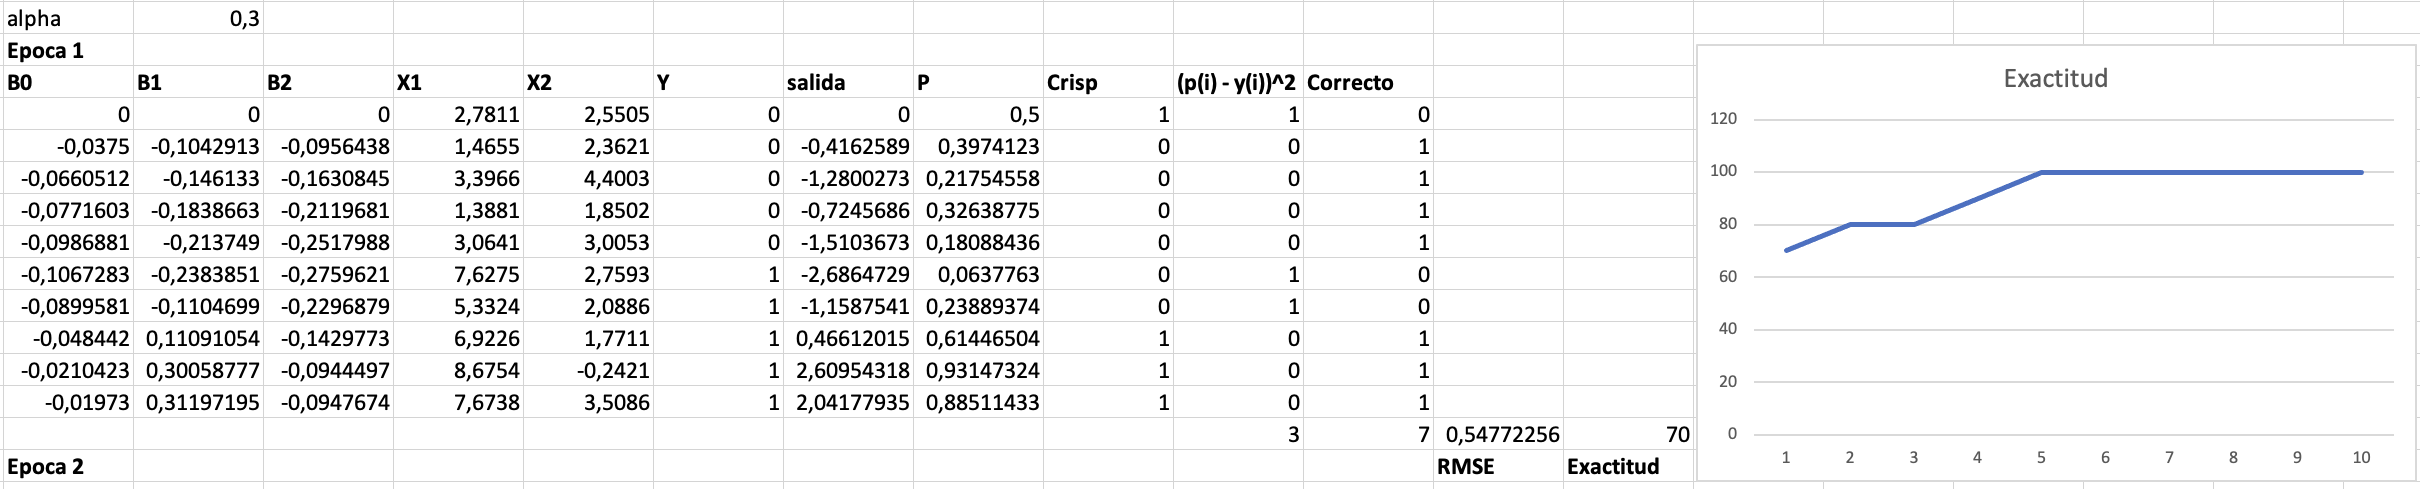 alpha 0,3
Epoca 1
B0 B1 B2 X1 X2 Y salida P Crisp (p(i) - y(i))^2 Correcto
0 0 0 2,7811 2,5505 0 0 0,5 1 1 0
-0,0375 -0,1042913 -0,0956438 1,4655 2,3621 0 -0,4162589 0,3974123 0 0 1
-0,0660512 -0,146133 -0,1630845 3,3966 4,4003 0 -1,2800273 0,21754558 0 0 1
-0,0771603 -0,1838663 -0,2119681 1,3881 1,8502 0 -0,7245686 0,32638775 0 0 1
-0,0986881 -0,213749 -0,2517988 3,0641 3,0053 0 -1,5103673 0,18088436 0 0 1
-0,1067283 -0,2383851 -0,2759621 7,6275 2,7593 1 -2,6864729 0,0637763 0 1 0
-0,0899581 -0,1104699 -0,2296879 5,3324 2,0886 1 -1,1587541 0,23889374 0 1 0
-0,048442 0,11091054 -0,1429773 6,9226 1,7711 1 0,46612015 0,61446504 1 0 1
-0,0210423 0,30058777 -0,0944497 8,6754 -0,2421 1 2,60954318 0,93147324 1 0 1
-0,01973 0,31197195 -0,0947674 7,6738 3,5086 1 2,04177935 0,88511433 1 0 1
3 7 0,54772256 70
Epoca 2 RMSE Exactitud
Exactitud
120
100
80
60
40
20
0
1 2 3 4 5 6 7 8 9 10